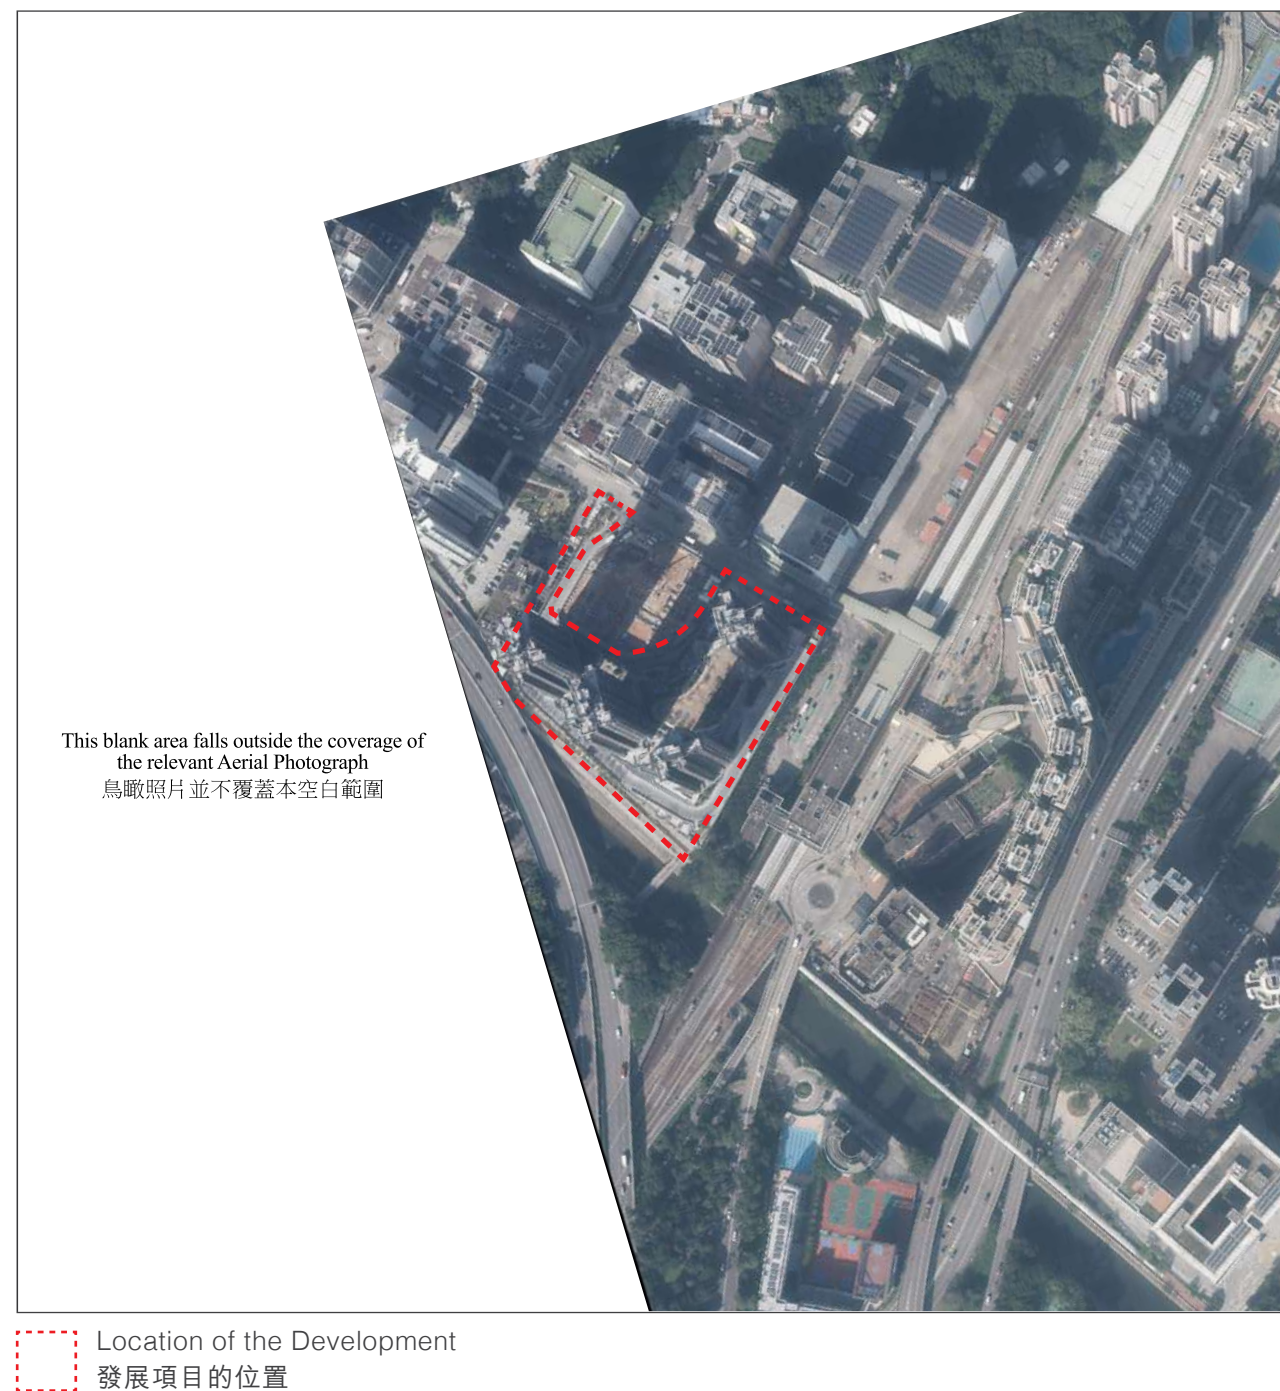 This blank area falls outside the coverage of
the relevant Aerial Photograph
鳥瞰照片並不覆蓋本空白範圍
Location of the Development
發展項目的位置